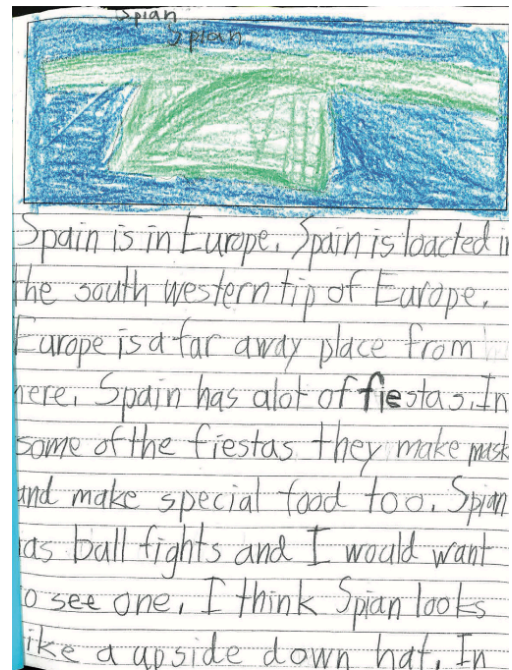 Spian
Spian
Spain is in Europe. Spain is loacted in
the south western tip of Europe.
Europe is a far away place from
here. Spain has alot of fiestas. In
some of the fiestas they make mask
and make special food too. Spian
has bull fights and I would want
to see one. I think Spian looks
like a upside down hat. In